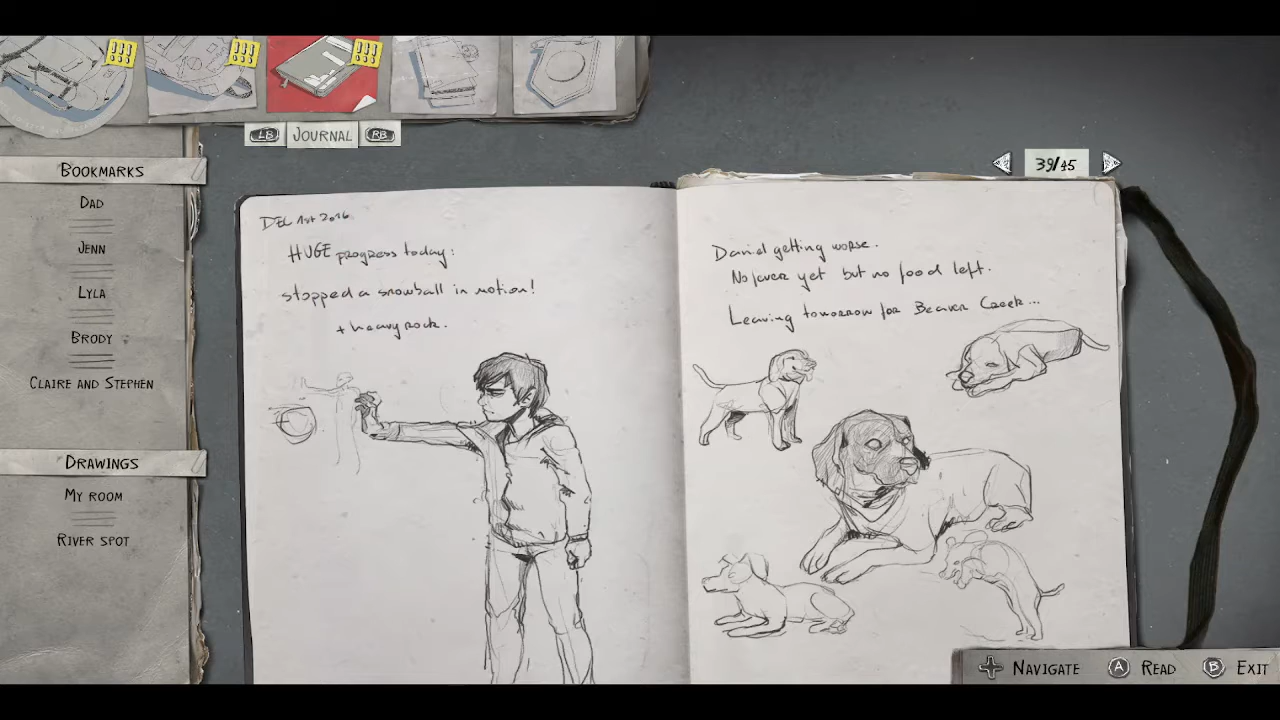 LB JOURNAL RB
BOOKMARKS
DAD
JENN
LYLA
BRODY
CLAIRE AND STEPHEN
DRAWINGS
MY ROOM
RIVER SPOT
39/45
DEC 1st 2016
HUGE progress today:
stopped a snowball in motion!
+ heavy rock.
Daniel getting worse.
No fever yet but no food left.
Leaving tomorrow for Beaver Creek...
NAVIGATE A READ B EXIT